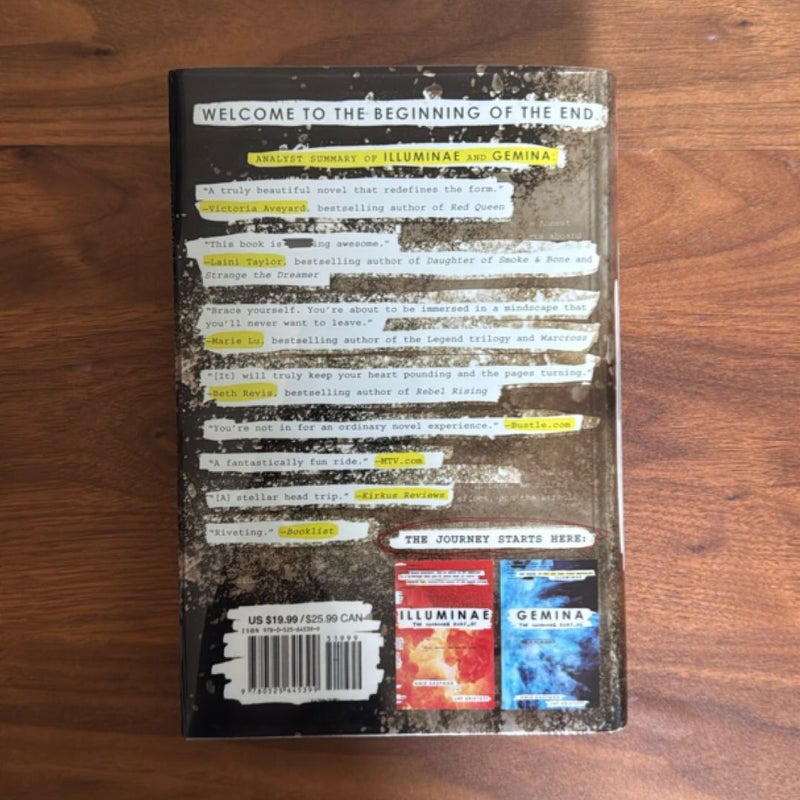 WELCOME TO THE BEGINNING OF THE END.
ANALYST SUMMARY OF ILLUMINAE AND GEMINA:
"A truly beautiful novel that redefines the form."
—Victoria Aveyard, bestselling author of Red Queen
"This book is ing awesome."
—Laini Taylor, bestselling author of Daughter of Smoke & Bone and
Strange the Dreamer
"Brace yourself. You're about to be immersed in a mindscape that
you'll never want to leave."
—Marie Lu, bestselling author of the Legend trilogy and Warcross
"[It] will truly keep your heart pounding and the pages turning."
—Beth Revis, bestselling author of Rebel Rising
"You're not in for an ordinary novel experience." —Bustle.com
"A fantastically fun ride." —MTV.com
"[A] stellar head trip." —Kirkus Reviews
"Riveting." —Booklist
THE JOURNEY STARTS HERE:
US $19.99 / $25.99 CAN
51999
ILLUMINAE
GEMINA
AMIE KAUFMAN
JAY KRISTOFF